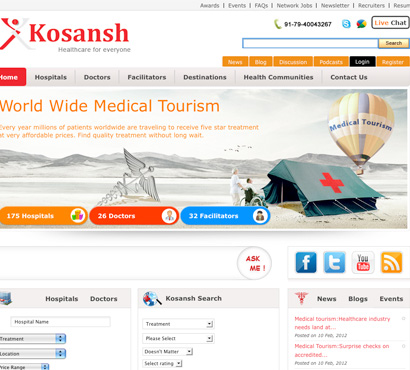 Awards | Events | FAQs | Network Jobs | Newsletter | Recruiters |
Kosansh
Healthcare for everyone
91-79-40043267
Live Chat
Search
News Blog Discussion Podcasts Login Register
Home Hospitals Doctors Facilitators Destinations Health Communities Contact Us
World Wide Medical Tourism
Every year millions of patients worldwide are traveling to receive five star treatment
at very affordable prices. Find quality treatment without long wait.
Medical Tourism
175 Hospitals 26 Doctors 32 Facilitators
ASK
ME !
You
Tube
Hospitals Doctors
Kosansh Search
News Blogs Events
Hospital Name
Treatment
Location
Price Range
Treatment
Please Select
Doesn't Matter
Select rating
Medical tourism:Healthcare industry
needs land at...
Posted on 10 Feb, 2012
Medical Tourism:Surprise checks on
accredited...
Posted on 10 Feb, 2012